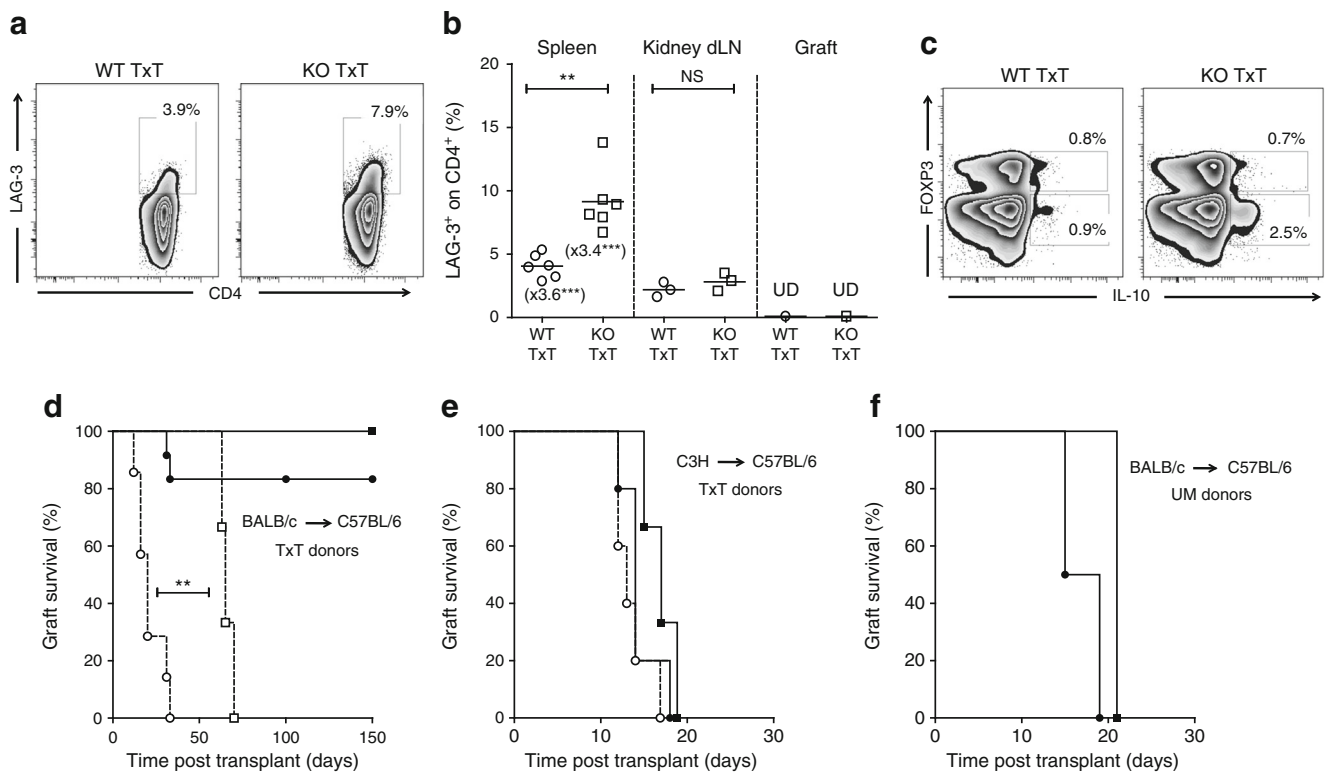 a
WT TxT
KO TxT
LAG-3
3.9%
7.9%
CD4
b
Spleen
Kidney dLN
Graft
LAG-3⁺ on CD4⁺ (%)
20
15
10
5
0
**
NS
(x3.6***)
(x3.4***)
UD
UD
WT TxT
KO TxT
WT TxT
KO TxT
WT TxT
KO TxT
c
WT TxT
KO TxT
FOXP3
0.8%
0.9%
0.7%
2.5%
IL-10
d
Graft survival (%)
100
80
60
40
20
0
BALB/c → C57BL/6
TxT donors
**
0 50 100 150
Time post transplant (days)
e
Graft survival (%)
100
80
60
40
20
0
C3H → C57BL/6
TxT donors
0 10 20 30
Time post transplant (days)
f
Graft survival (%)
100
80
60
40
20
0
BALB/c → C57BL/6
UM donors
0 10 20 30
Time post transplant (days)